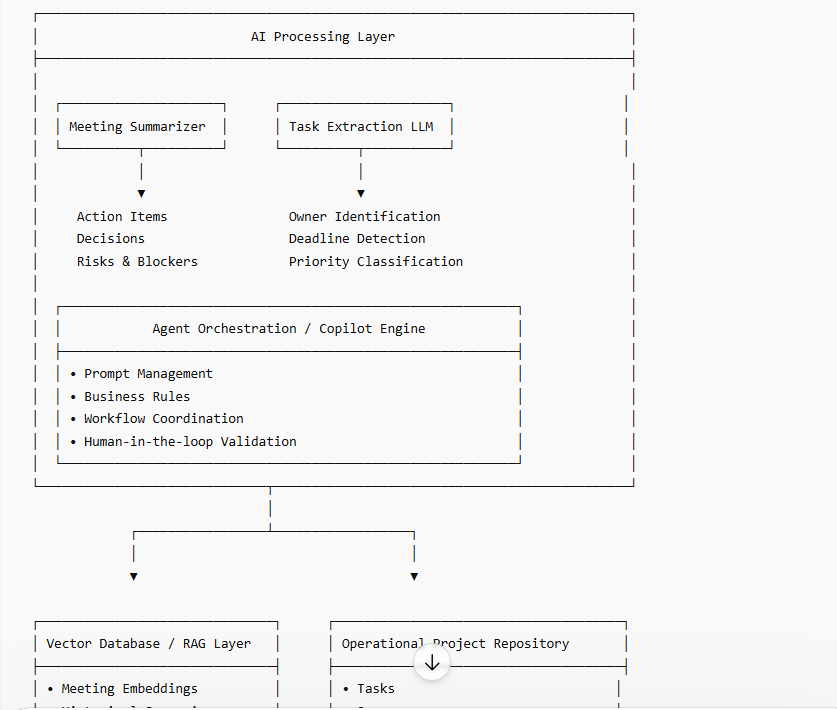 AI Processing Layer
Meeting Summarizer
Task Extraction LLM
Action Items
Owner Identification
Decisions
Deadline Detection
Risks & Blockers
Priority Classification
Agent Orchestration / Copilot Engine
• Prompt Management
• Business Rules
• Workflow Coordination
• Human-in-the-loop Validation
Vector Database / RAG Layer
Operational Project Repository
• Meeting Embeddings
• Tasks